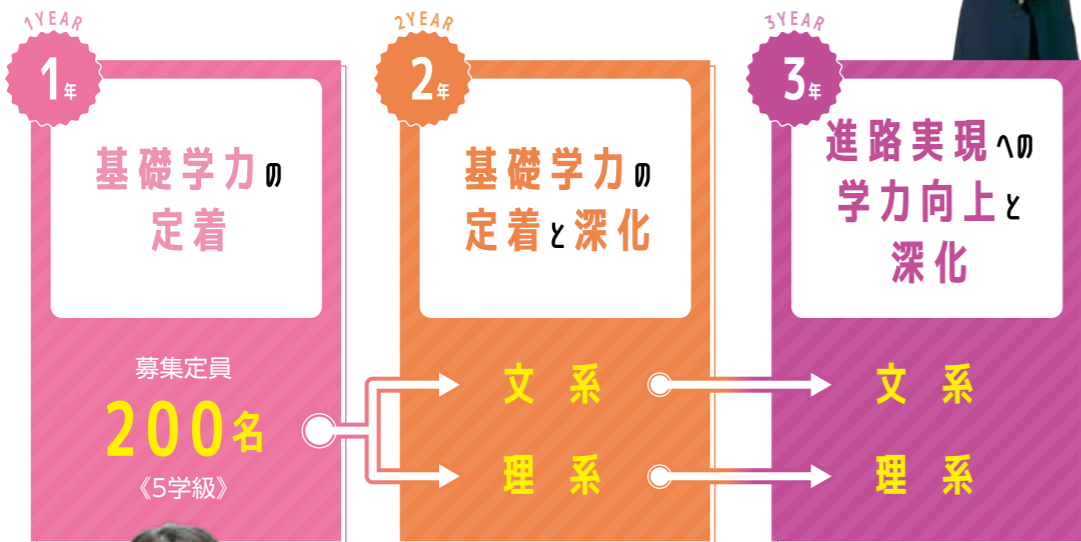 1YEAR
1年
基礎学力の
定着
募集定員
200名
《5学級》
2YEAR
2年
基礎学力の
定着と深化
文系
理系
3YEAR
3年
進路実現への
学力向上と
深化
文系
理系